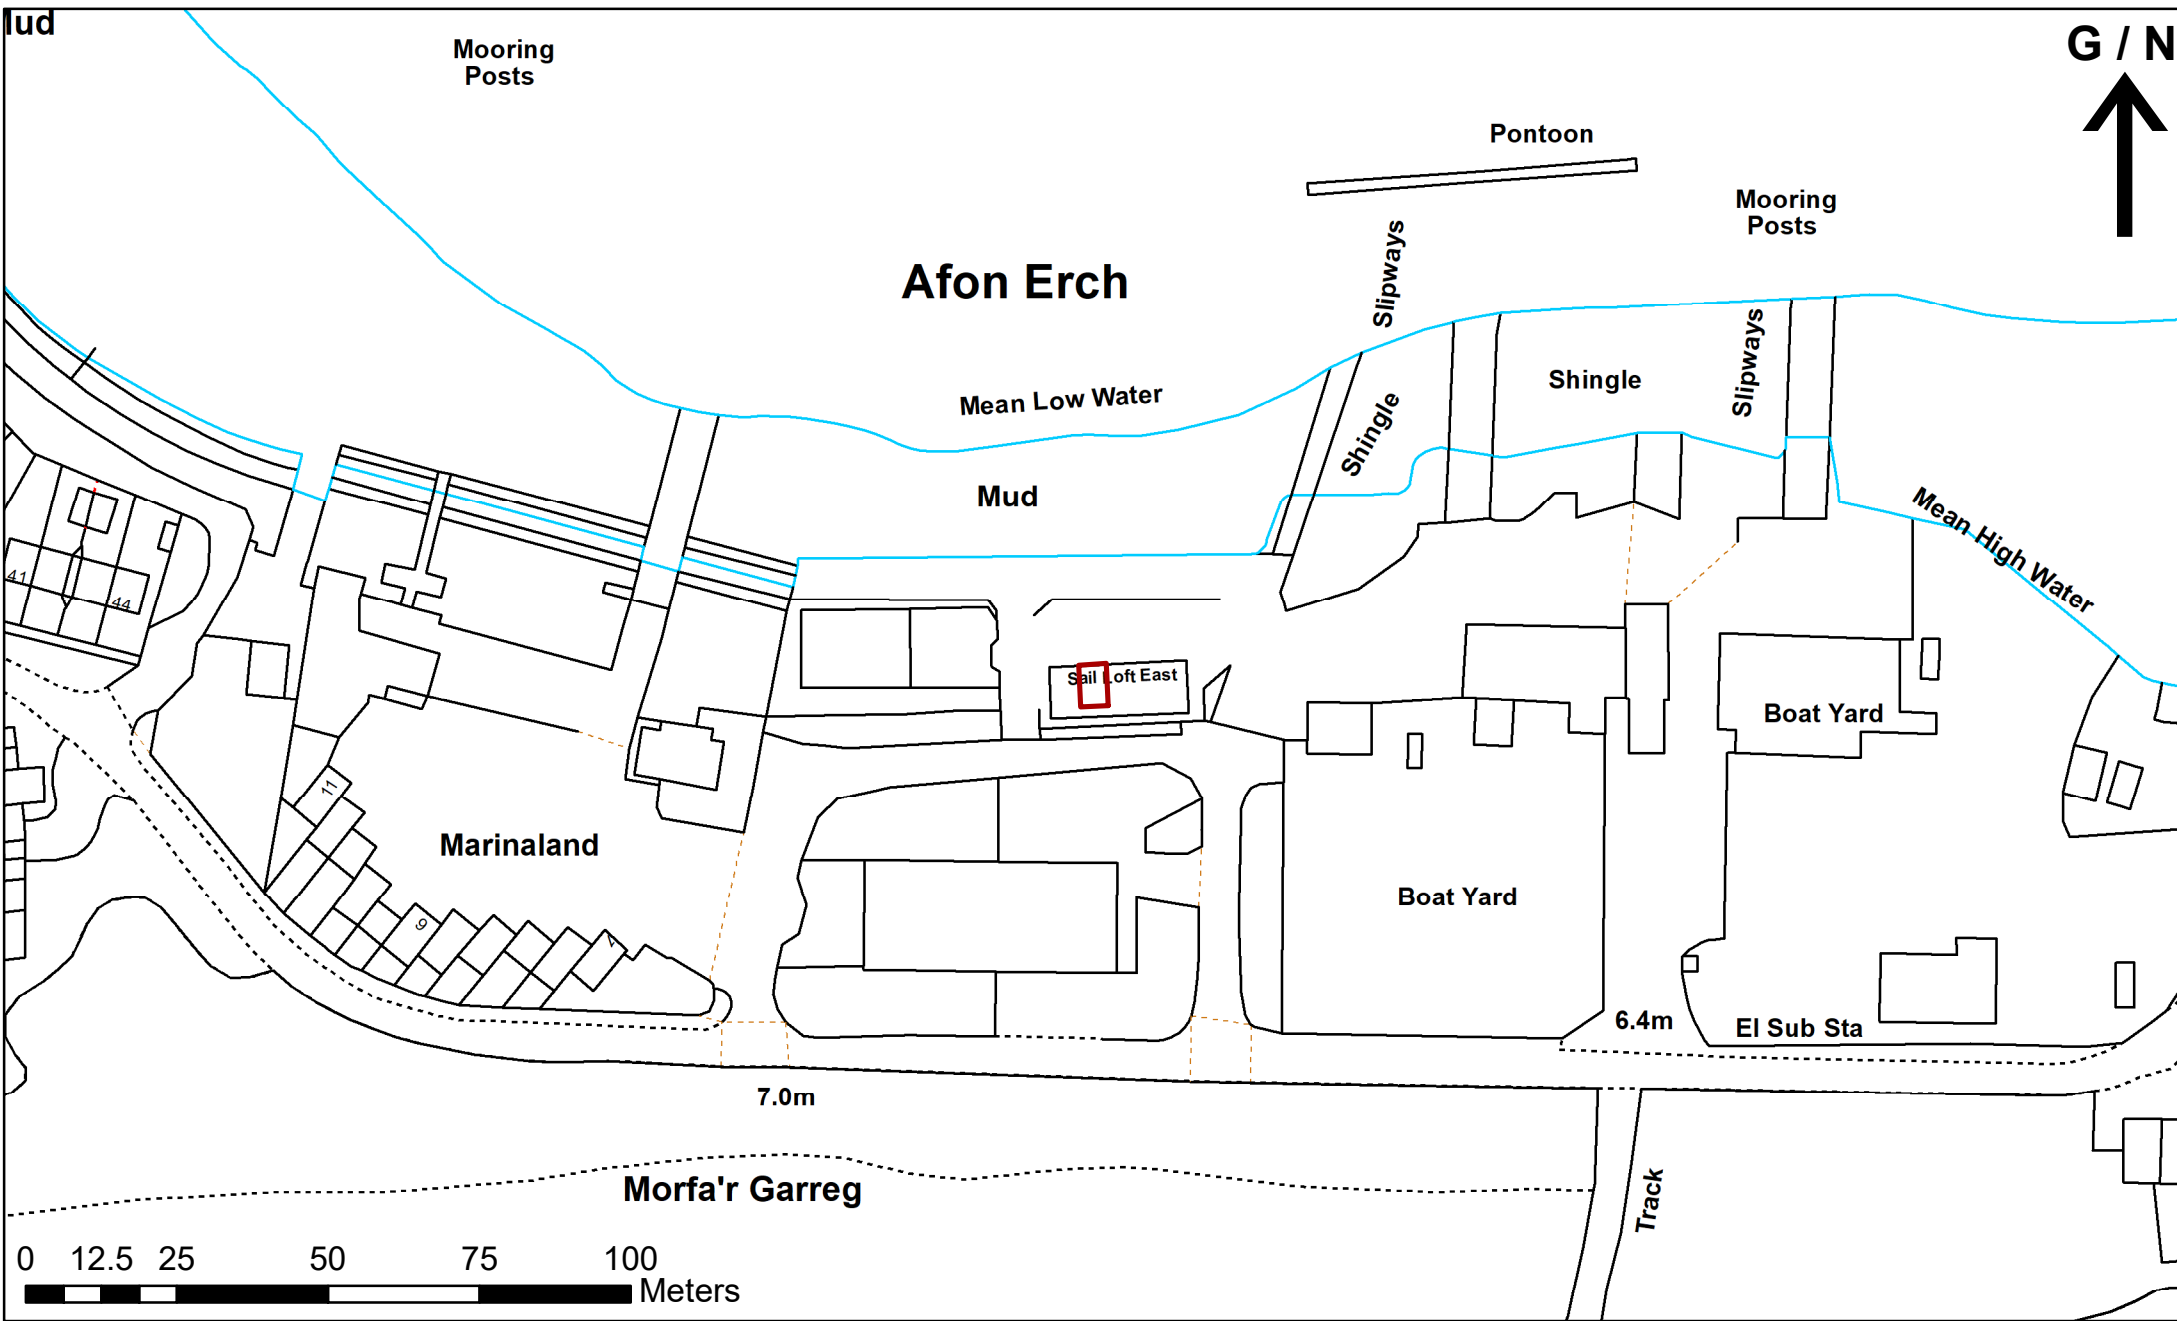 Mud
Mooring
Posts
G / N
Pontoon
Mooring
Posts
Slipways
Afon Erch
Slipways
Shingle
Mean Low Water
Shingle
Mud
Mean High Water
41
44
Sail Loft East
Boat Yard
11
Marinaland
Boat Yard
9
6.4m
El Sub Sta
7.0m
Morfa'r Garreg
Track
0 12.5 25 50 75 100
Meters